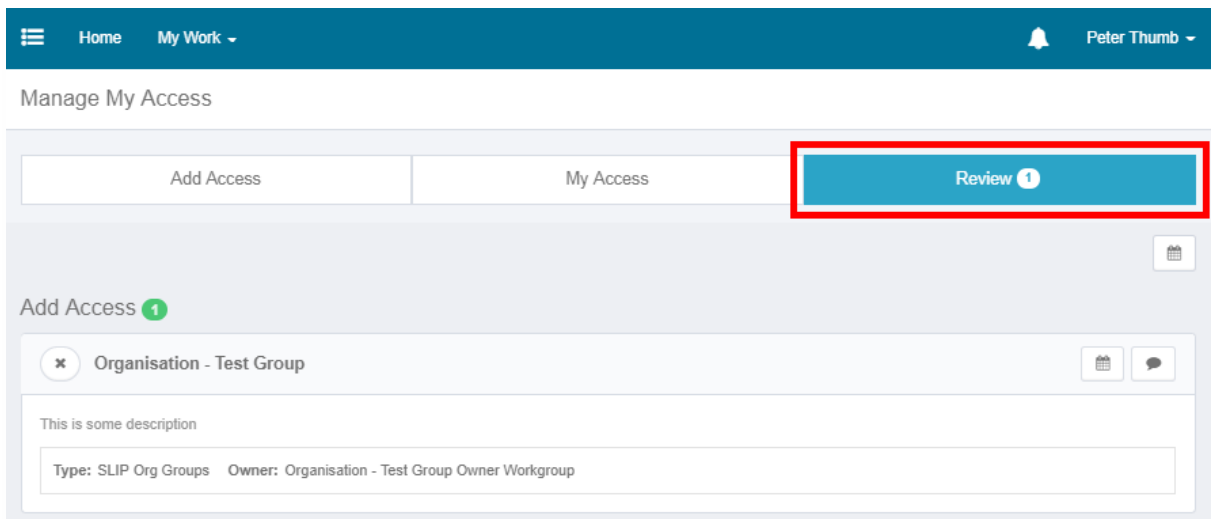 Home My Work Peter Thumb
Manage My Access
Add Access My Access Review 1
Add Access 1
Organisation - Test Group
This is some description
Type: SLIP Org Groups Owner: Organisation - Test Group Owner Workgroup